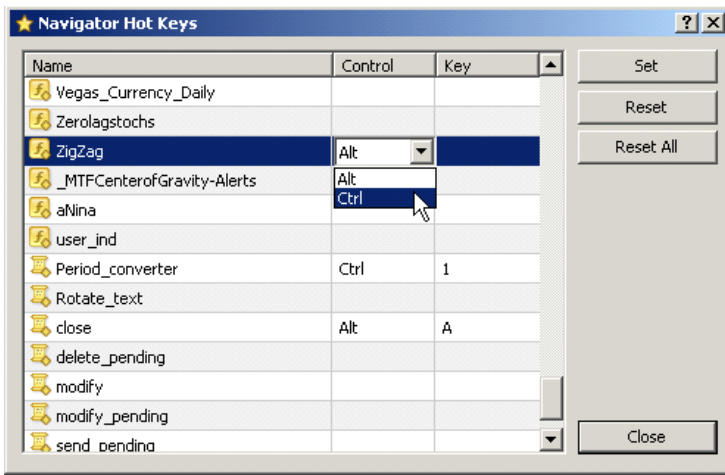 Navigator Hot Keys
Name Control Key
Vegas_Currency_Daily
Zerolagstochs
ZigZag Alt
_MTFCenterofGravity-Alerts Alt
Ctrl
aNina
user_ind
Period_converter Ctrl 1
Rotate_text
close Alt A
delete_pending
modify
modify_pending
send_pending
Set
Reset
Reset All
Close